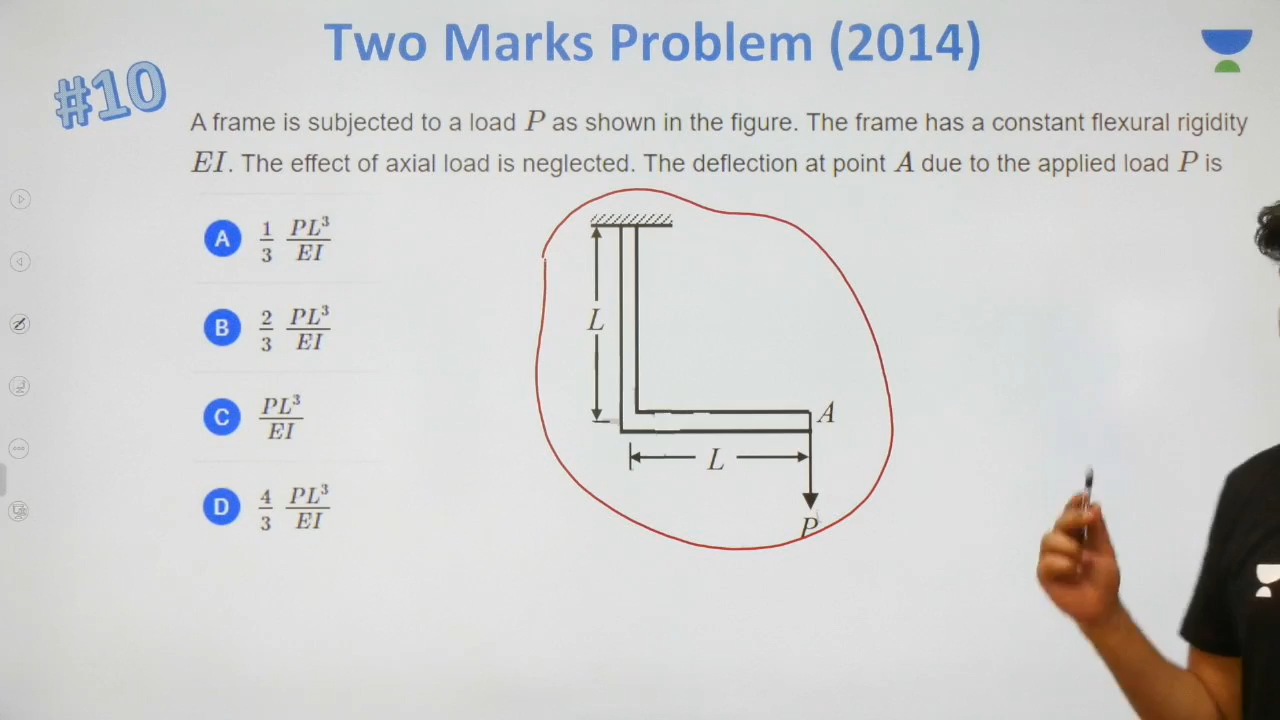 Two Marks Problem (2014)
#10
A frame is subjected to a load P as shown in the figure. The frame has a constant flexural rigidity
EI. The effect of axial load is neglected. The deflection at point A due to the applied load P is
A 1/3 PL³/EI
B 2/3 PL³/EI
C PL³/EI
D 4/3 PL³/EI
L
A
L
P